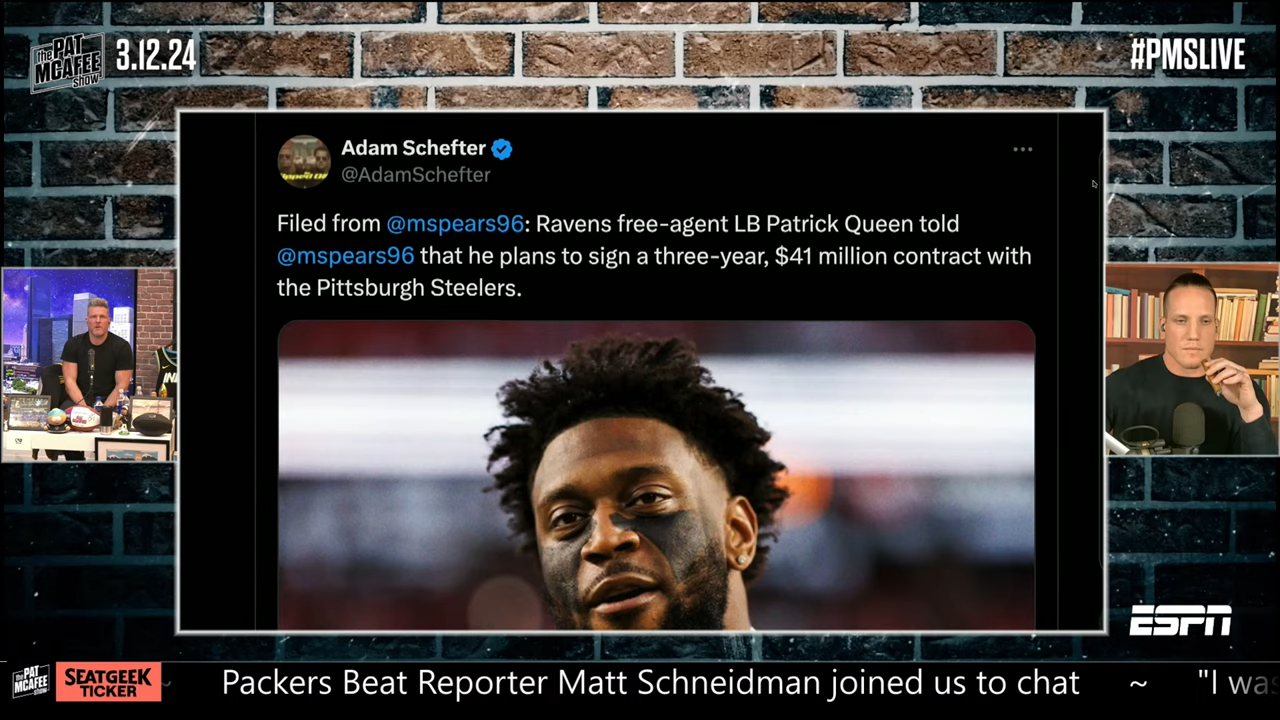 the PAT MCAFEE show
3.12.24
#PMSLIVE
Adam Schefter
@AdamSchefter
Filed from @mspears96: Ravens free-agent LB Patrick Queen told
@mspears96 that he plans to sign a three-year, $41 million contract with
the Pittsburgh Steelers.
ESPN
the PAT MCAFEE show
SEATGEEK
TICKER
Packers Beat Reporter Matt Schneidman joined us to chat ~ "I was